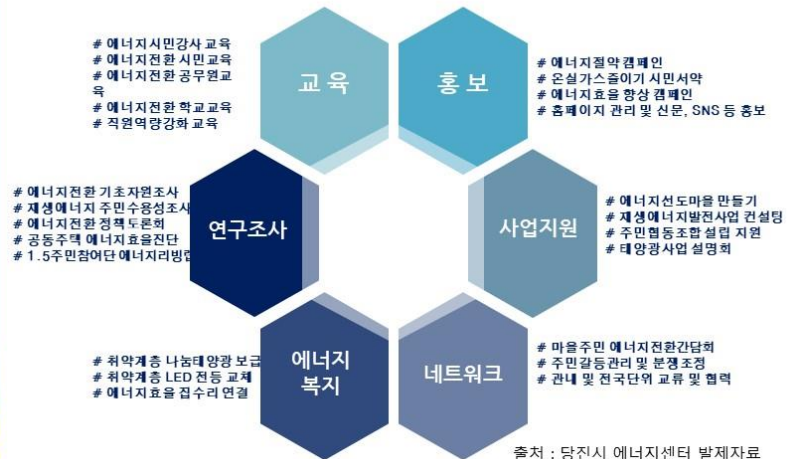 교육
# 에너지시민강사 교육
# 에너지전환 시민교육
# 에너지전환 공무원교
육
# 에너지전환 학교교육
# 직원역량강화 교육
홍보
# 에너지절약 캠페인
# 온실가스줄이기 시민서약
# 에너지효율 향상 캠페인
# 홈페이지 관리 및 신문, SNS 등 홍보
연구조사
# 에너지전환 기초자원조사
# 재생에너지 주민수용성조사
# 에너지전환 정책토론회
# 공동주택 에너지효율진단
# 1.5주민참여단 에너지리빙랩
사업지원
# 에너지선도마을 만들기
# 재생에너지발전사업 컨설팅
# 주민협동조합 설립 지원
# 태양광사업 설명회
에너지
복지
# 취약계층 나눔태양광 보급
# 취약계층 LED 전등 교체
# 에너지효율 집수리 연결
네트워크
# 마을주민 에너지전환간담회
# 주민갈등관리 및 분쟁조정
# 관내 및 전국단위 교류 및 협력
출처 : 당진시 에너지센터 발제자료